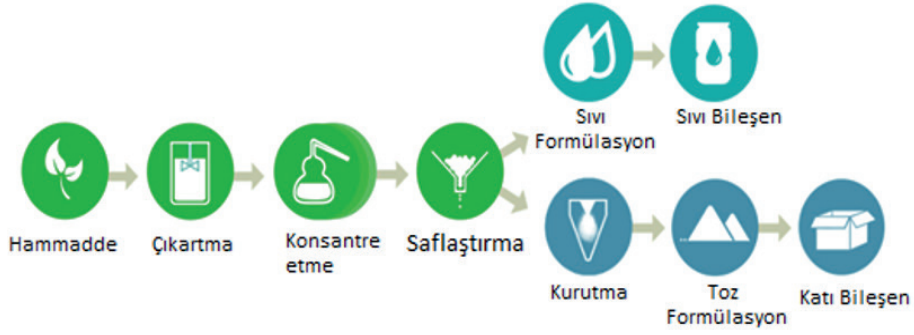 Hammadde
Çıkartma
Konsantre
etme
Saflaştırma
Sıvı
Formülasyon
Sıvı Bileşen
Kurutma
Toz
Formülasyon
Katı Bileşen